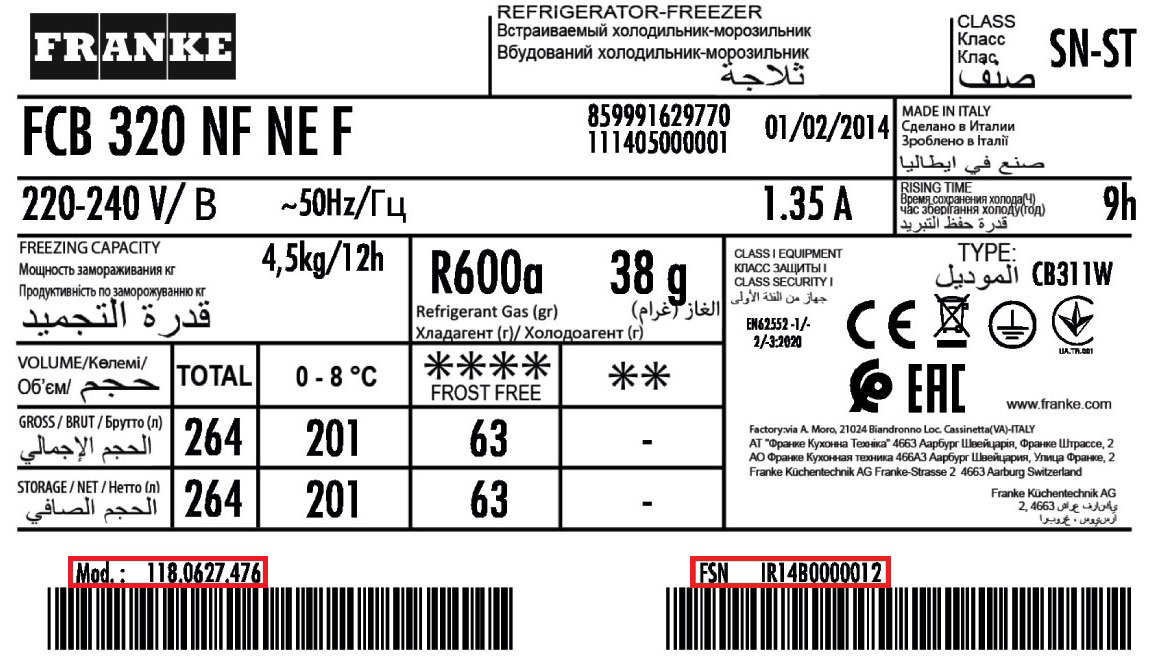 FRANKE
REFRIGERATOR-FREEZER
Встраиваемый холодильник-морозильник
Вбудований холодильник-морозильник
ثلاجة
CLASS
Класс
Клас
صنف
SN-ST
FCB 320 NF NE F
859991629770
111405000001
01/02/2014
MADE IN ITALY
Сделано в Италии
Зроблено в Італії
صنع في ايطاليا
220-240 V/ В
~50Hz/Гц
1.35 A
RISING TIME
Время сохранения холода(Ч)
час зберігання холоду(год)
قدرة حفظ التبريد
9h
FREEZING CAPACITY
Мощность замораживания кг
Продуктивність по заморожуванню кг
قدرة التجميد
4,5kg/12h
R600a
38 g
Refrigerant Gas (gr)
الغاز (غرام)
Хладагент (г)/ Холодоагент (г)
CLASS I EQUIPMENT
КЛАСС ЗАЩИТЫ I
CLASS SECURITY I
جهاز من الفئة الأولى
EN62552 -1/-
2/-3:2020
TYPE:
الموديل
CB311W
CE
UA.TR.001
EAC
www.franke.com
VOLUME/Көлемі/
Об'єм/ حجم
TOTAL
0 - 8 °C
FROST FREE
GROSS / BRUT / Брутто (л)
الحجم الإجمالي
264
201
63
-
STORAGE / NET / Нетто (л)
الحجم الصافي
264
201
63
-
Factory:via A. Moro, 21024 Biandronno Loc. Cassinetta(VA)-ITALY
АТ "Франке Кухонна Техніка" 4663 Аарбург Швейцарія, Франке Штрассе, 2
АО Франке Кухонная техника 466А3 Аарбург Швейцария, Улица Франке, 2
Franke Küchentechnik AG Franke-Strasse 2 4663 Aarburg Switzerland
Franke Küchentechnik AG
2, 4663
Mod. : 118.0627.476
FSN IR14B0000012